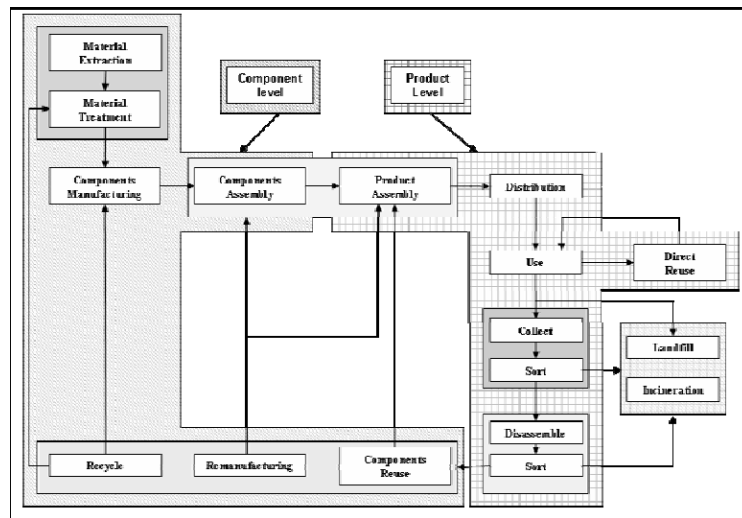 Material
Extraction
Material
Treatment
Component
level
Product
Level
Components
Manufacturing
Components
Assembly
Product
Assembly
Distribution
Use
Direct
Reuse
Collect
Sort
Landfill
Incineration
Disassemble
Sort
Recycle
Romanufacturing
Components
Reuse